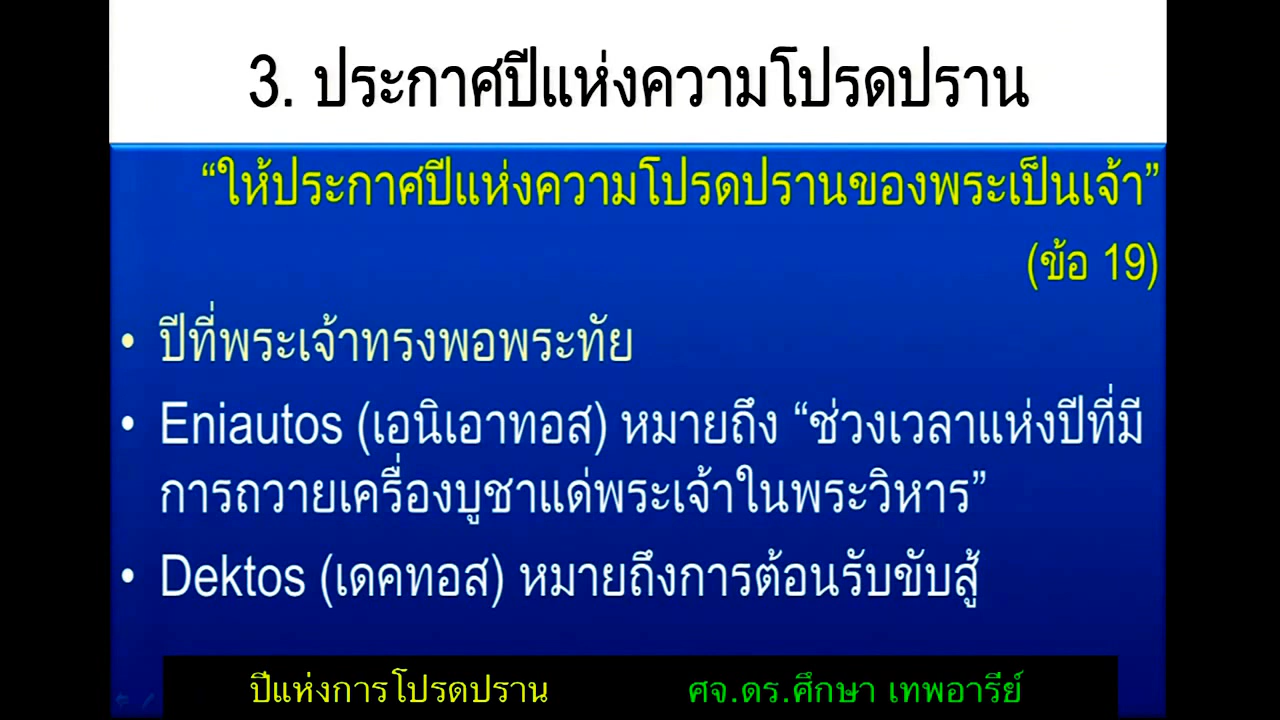 3. ประกาศปีแห่งความโปรดปราน
“ให้ประกาศปีแห่งความโปรดปรานของพระเป็นเจ้า”
(ข้อ 19)
• ปีที่พระเจ้าทรงพอพระทัย
• Eniautos (เอนิเอาทอส) หมายถึง “ช่วงเวลาแห่งปีที่มี
การถวายเครื่องบูชาแด่พระเจ้าในพระวิหาร”
• Dektos (เดคทอส) หมายถึงการต้อนรับขับสู้
ปีแห่งการโปรดปราน ศจ.ดร.ศึกษา เทพอารีย์